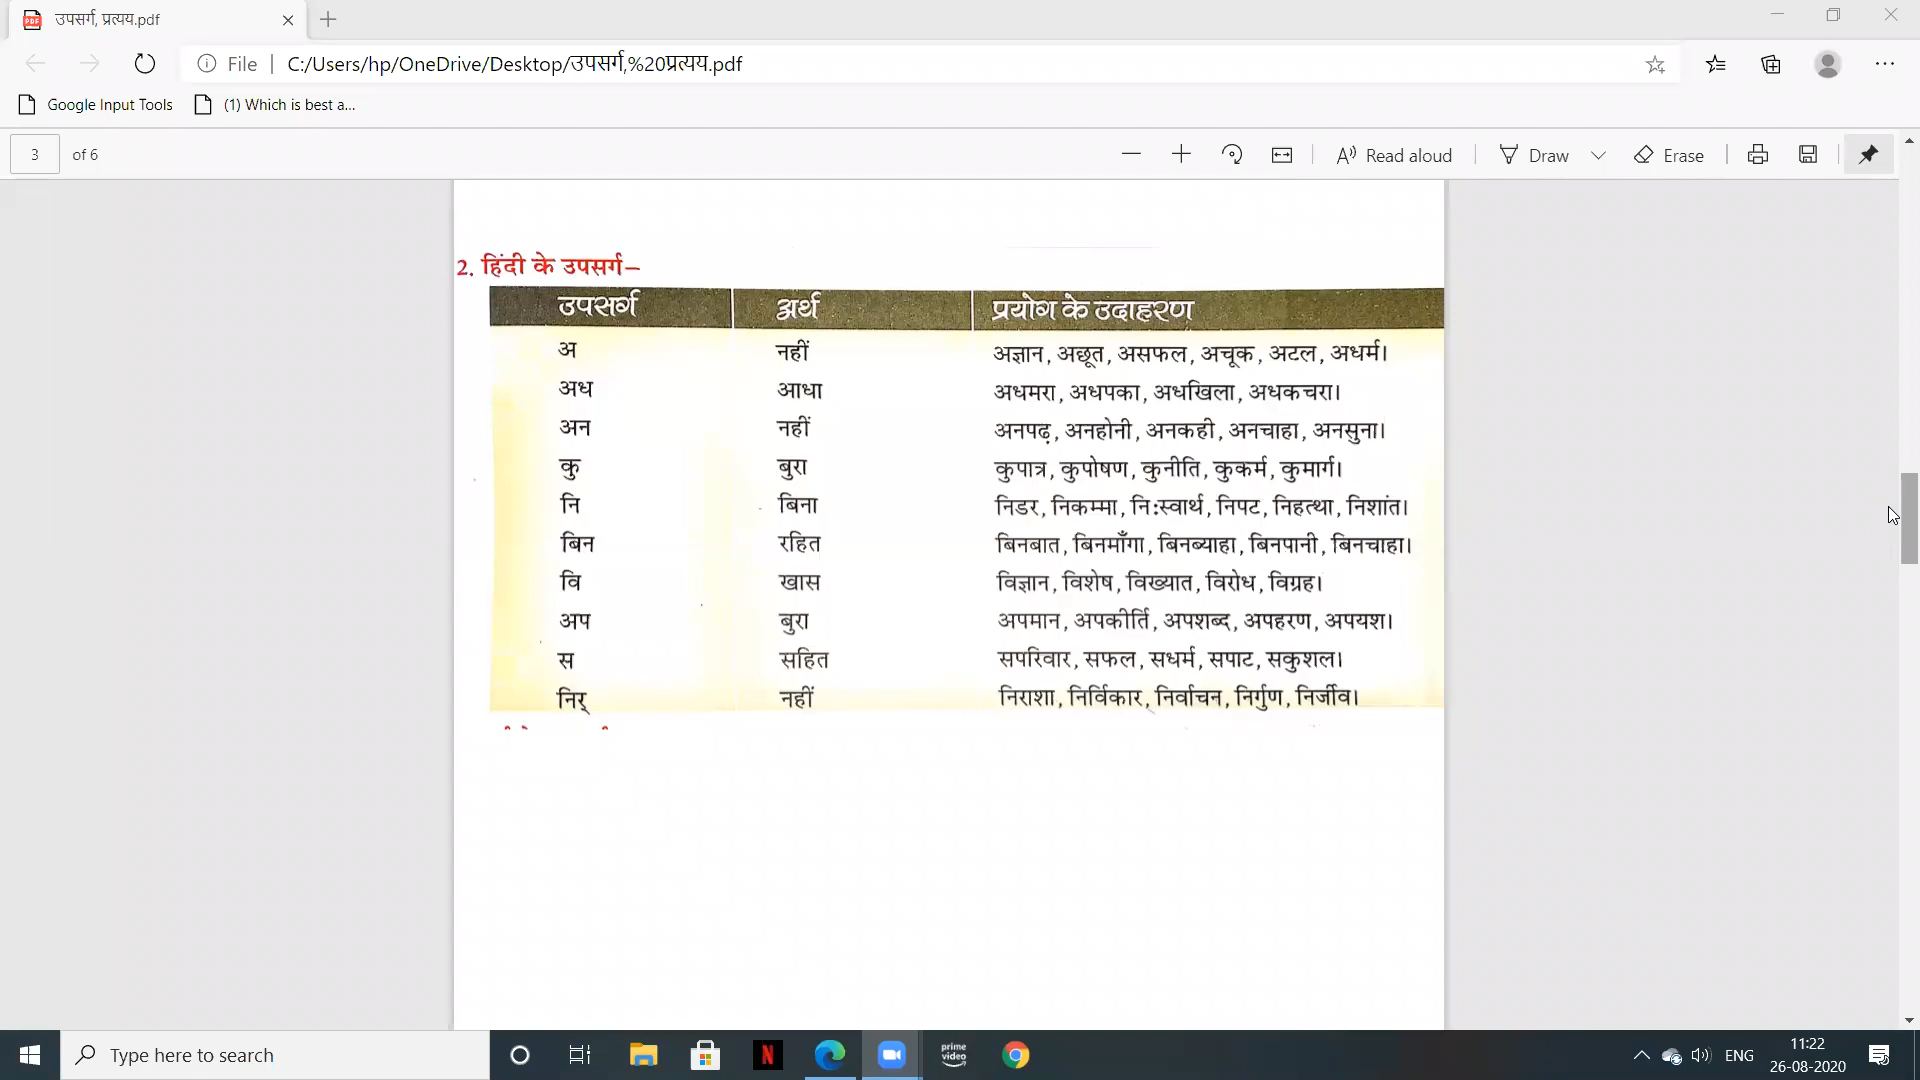 उपसर्ग, प्रत्यय.pdf
File | C:/Users/hp/OneDrive/Desktop/उपसर्ग,%20प्रत्यय.pdf
Google Input Tools (1) Which is best a...
3 of 6 Read aloud Draw Erase
2. हिंदी के उपसर्ग–
उपसर्ग अर्थ प्रयोग के उदाहरण
अ नहीं अज्ञान, अछूत, असफल, अचूक, अटल, अधर्म।
अध आधा अधमरा, अधपका, अधखिला, अधकचरा।
अन नहीं अनपढ़, अनहोनी, अनकही, अनचाहा, अनसुना।
कु बुरा कुपात्र, कुपोषण, कुनीति, कुकर्म, कुमार्ग।
नि बिना निडर, निकम्मा, नि:स्वार्थ, निपट, निहत्था, निशांत।
बिन रहित बिनबात, बिनमाँगा, बिनब्याहा, बिनपानी, बिनचाहा।
वि खास विज्ञान, विशेष, विख्यात, विरोध, विग्रह।
अप बुरा अपमान, अपकीर्ति, अपशब्द, अपहरण, अपयश।
स सहित सपरिवार, सफल, सधर्म, सपाट, सकुशल।
निर् नहीं निराशा, निर्विकार, निर्वाचन, निर्गुण, निर्जीव।
Type here to search prime video ENG 11:22
26-08-2020